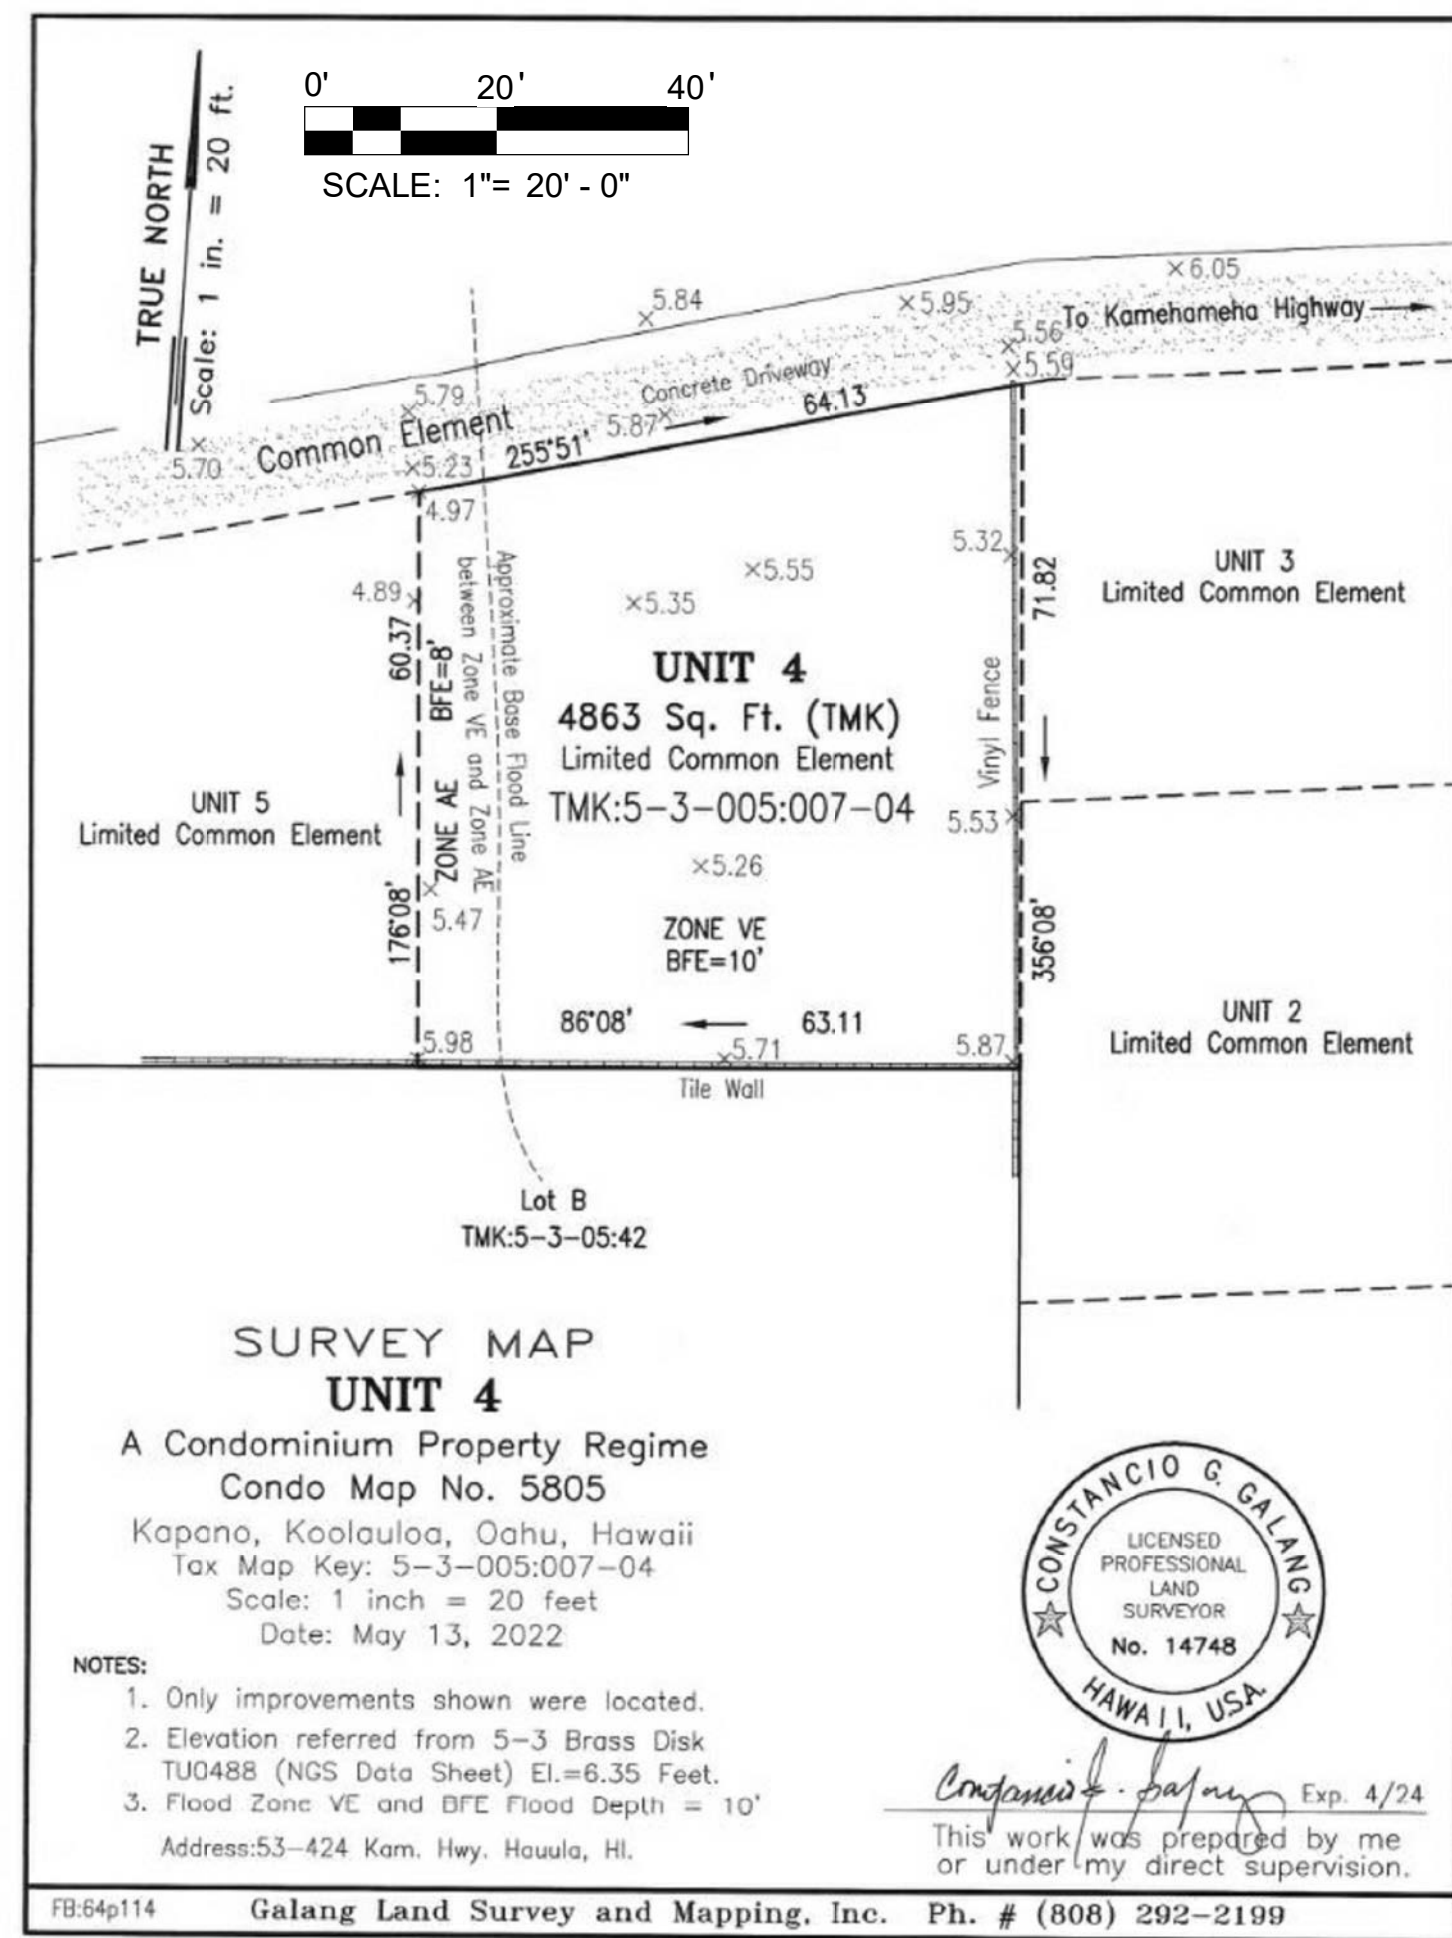 0' 20' 40'
SCALE: 1"= 20' - 0"
TRUE NORTH
Scale: 1 in. = 20 ft.
×6.05
5.84
×5.95
To Kamehameha Highway
5.56
×5.59
5.79
Concrete Driveway
64.13
5.87
Common Element
255°51'
5.70
×5.23
4.97
5.32
×5.55
4.89
×5.35
60.37
71.82
UNIT 3
Limited Common Element
BFE=8'
ZONE AE
Approximate Base Flood Line
between Zone VE and Zone AE
UNIT 4
4863 Sq. Ft. (TMK)
Limited Common Element
TMK:5-3-005:007-04
Vinyl Fence
UNIT 5
Limited Common Element
5.53
×5.26
5.47
176°08'
ZONE VE
BFE=10'
356°08'
86°08' 63.11
UNIT 2
Limited Common Element
5.98
5.71
5.87
Tile Wall
Lot B
TMK:5-3-05:42
SURVEY MAP
UNIT 4
A Condominium Property Regime
Condo Map No. 5805
Kapano, Koolauloa, Oahu, Hawaii
Tax Map Key: 5-3-005:007-04
Scale: 1 inch = 20 feet
Date: May 13, 2022
NOTES:
1. Only improvements shown were located.
2. Elevation referred from 5-3 Brass Disk
TU0488 (NGS Data Sheet) El.=6.35 Feet.
3. Flood Zone VE and BFE Flood Depth = 10'
Address:53-424 Kam. Hwy. Hauula, HI.
CONSTANCIO G. GALANG
LICENSED
PROFESSIONAL
LAND
SURVEYOR
No. 14748
HAWAII, U.S.A.
Exp. 4/24
This work was prepared by me
or under my direct supervision.
FB:64p114 Galang Land Survey and Mapping, Inc. Ph. # (808) 292-2199